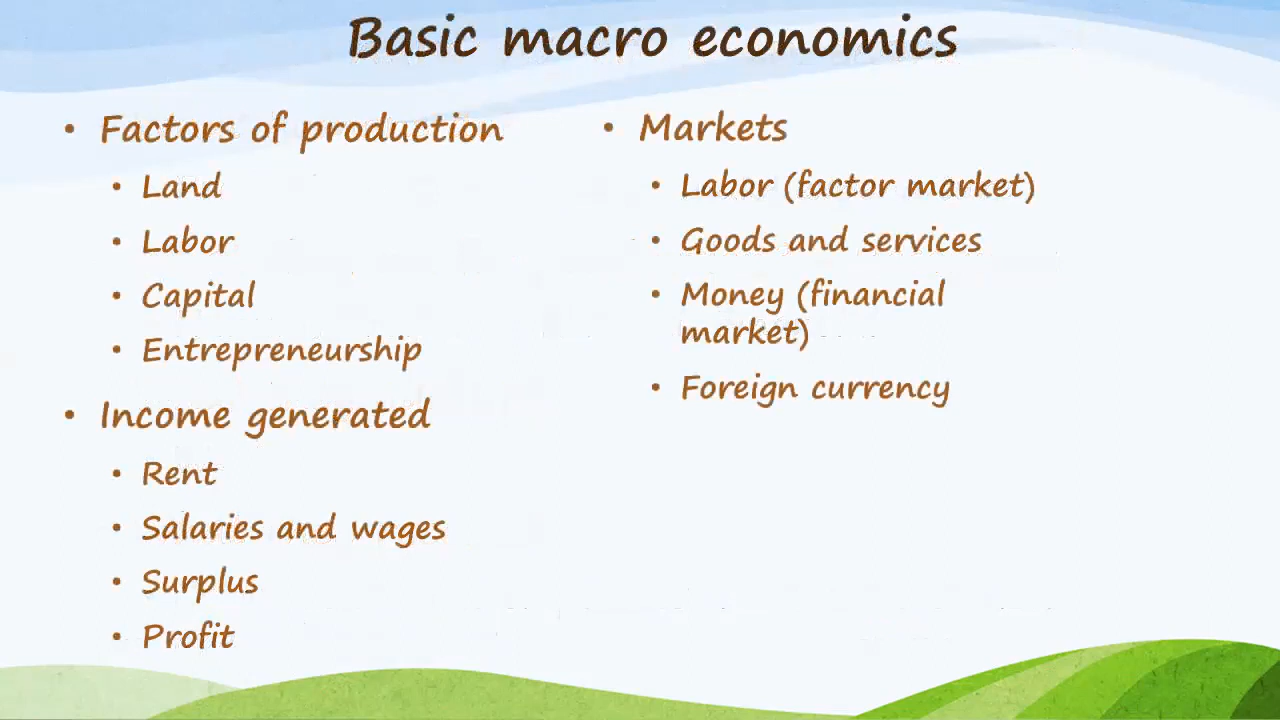 Basic macro economics
• Factors of production
• Land
• Labor
• Capital
• Entrepreneurship
• Income generated
• Rent
• Salaries and wages
• Surplus
• Profit
• Markets
• Labor (factor market)
• Goods and services
• Money (financial
market)
• Foreign currency